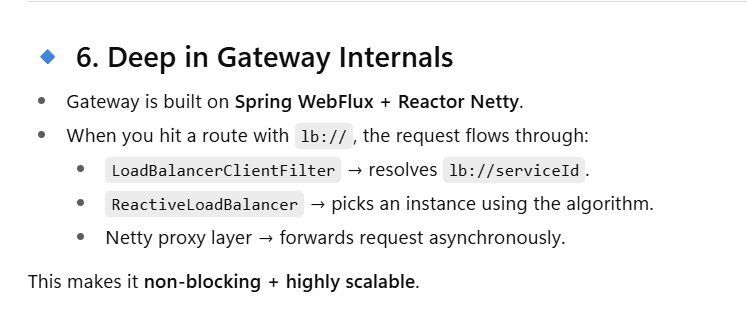 6. Deep in Gateway Internals
Gateway is built on Spring WebFlux + Reactor Netty.
When you hit a route with lb://, the request flows through:
LoadBalancerClientFilter → resolves lb://serviceId.
ReactiveLoadBalancer → picks an instance using the algorithm.
Netty proxy layer → forwards request asynchronously.
This makes it non-blocking + highly scalable.